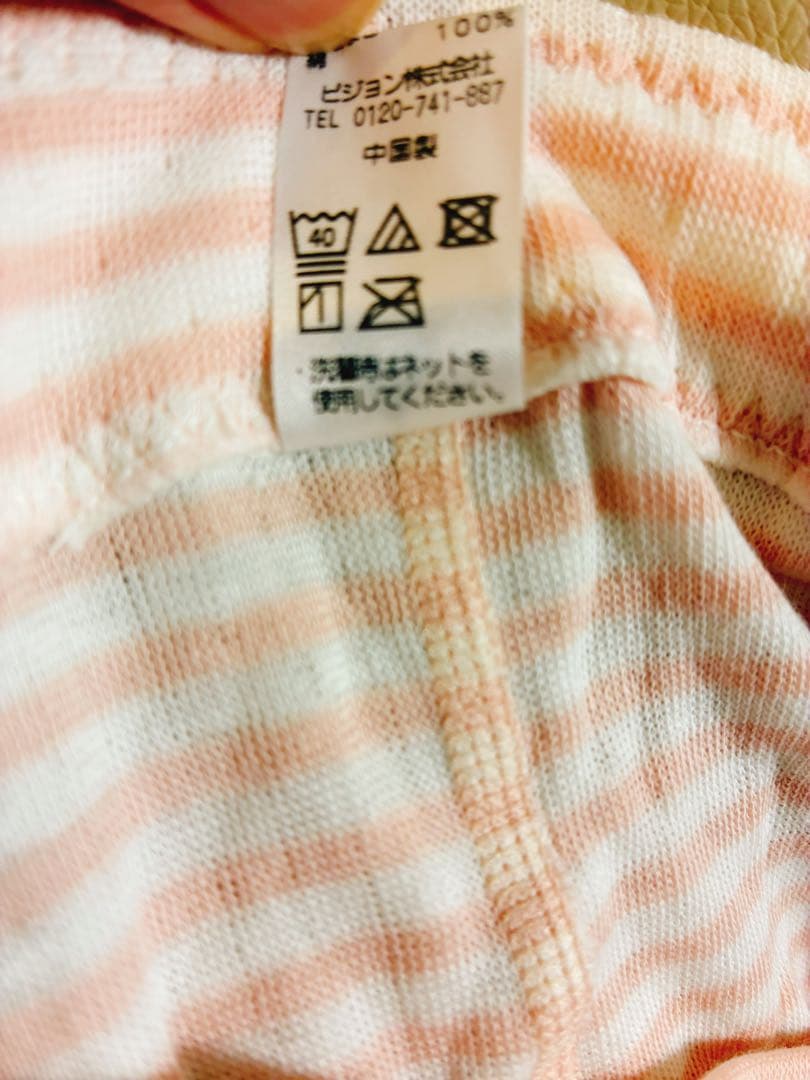 綿 100%
ピジョン株式会社
TEL 0120-741-887
中国製
40
・洗濯時はネットを
使用してください。